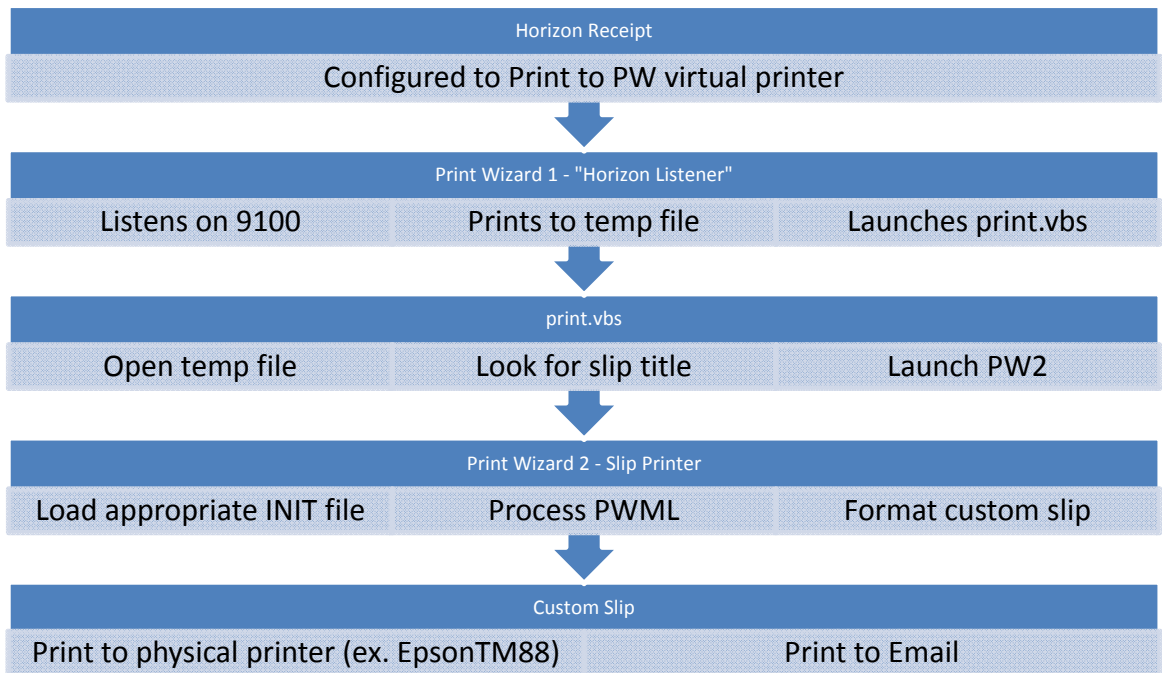 Horizon Receipt
Configured to Print to PW virtual printer
Print Wizard 1 - "Horizon Listener"
Listens on 9100 Prints to temp file Launches print.vbs
print.vbs
Open temp file Look for slip title Launch PW2
Print Wizard 2 - Slip Printer
Load appropriate INIT file Process PWML Format custom slip
Custom Slip
Print to physical printer (ex. EpsonTM88) Print to Email